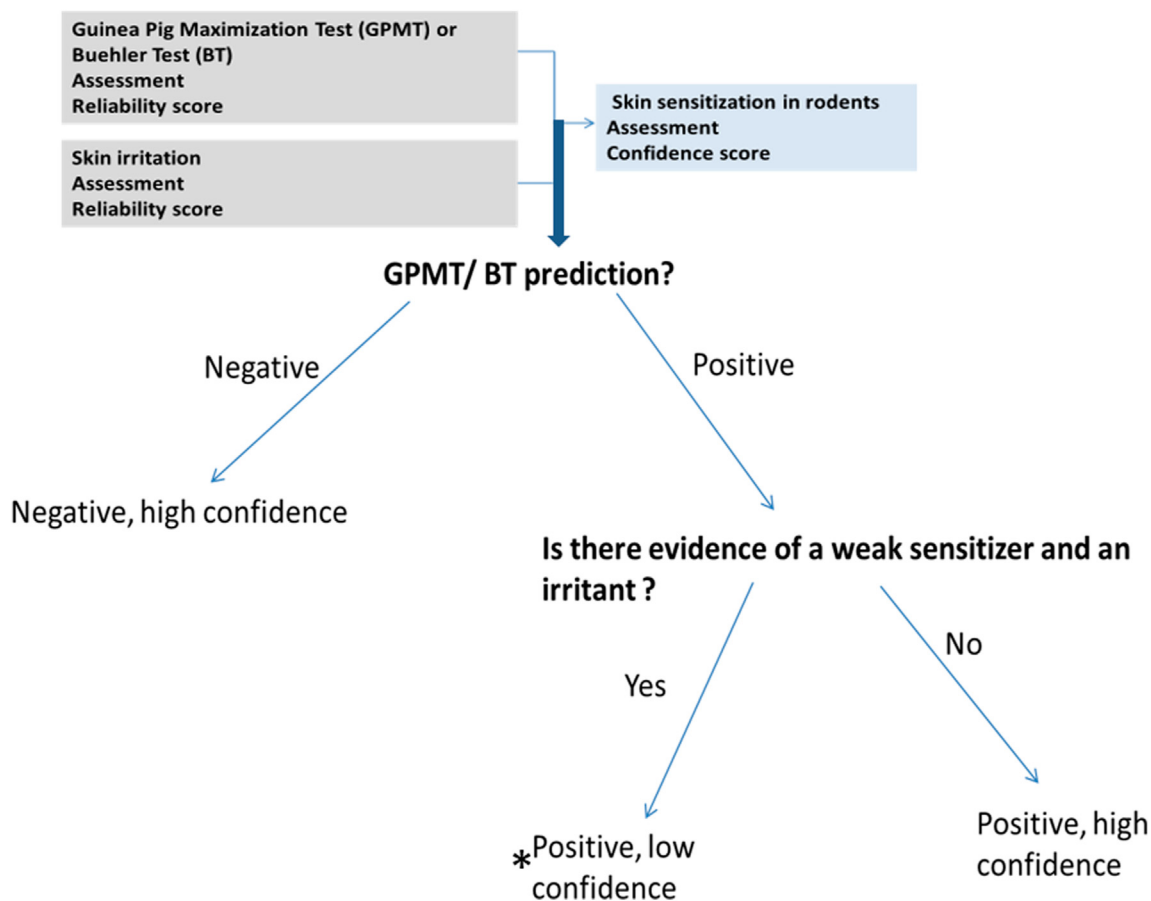 Guinea Pig Maximization Test (GPMT) or
Buehler Test (BT)
Assessment
Reliability score
Skin sensitization in rodents
Assessment
Confidence score
Skin irritation
Assessment
Reliability score
GPMT/ BT prediction?
Negative
Positive
Negative, high confidence
Is there evidence of a weak sensitizer and an
irritant ?
Yes
No
*Positive, low
confidence
Positive, high
confidence